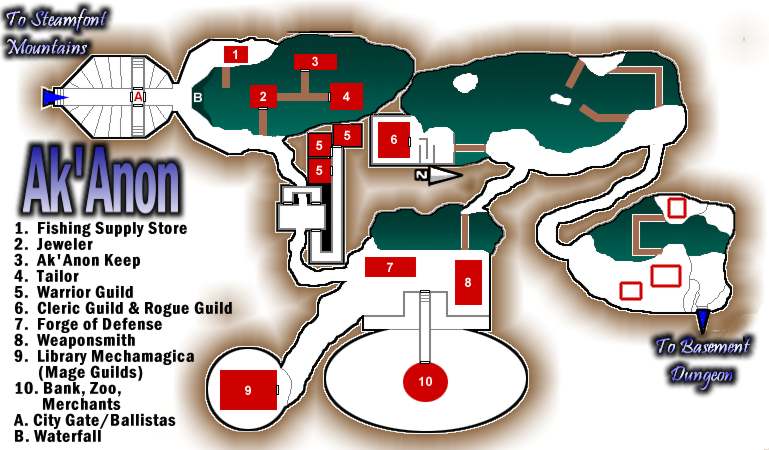 To Steamfont
Mountains
A
B
1
2
3
4
5
5
5
6
N
7
8
9
10
Ak'Anon
1. Fishing Supply Store
2. Jeweler
3. Ak'Anon Keep
4. Tailor
5. Warrior Guild
6. Cleric Guild & Rogue Guild
7. Forge of Defense
8. Weaponsmith
9. Library Mechamagica
(Mage Guilds)
10. Bank, Zoo,
Merchants
A. City Gate/Ballistas
B. Waterfall
To Basement
Dungeon